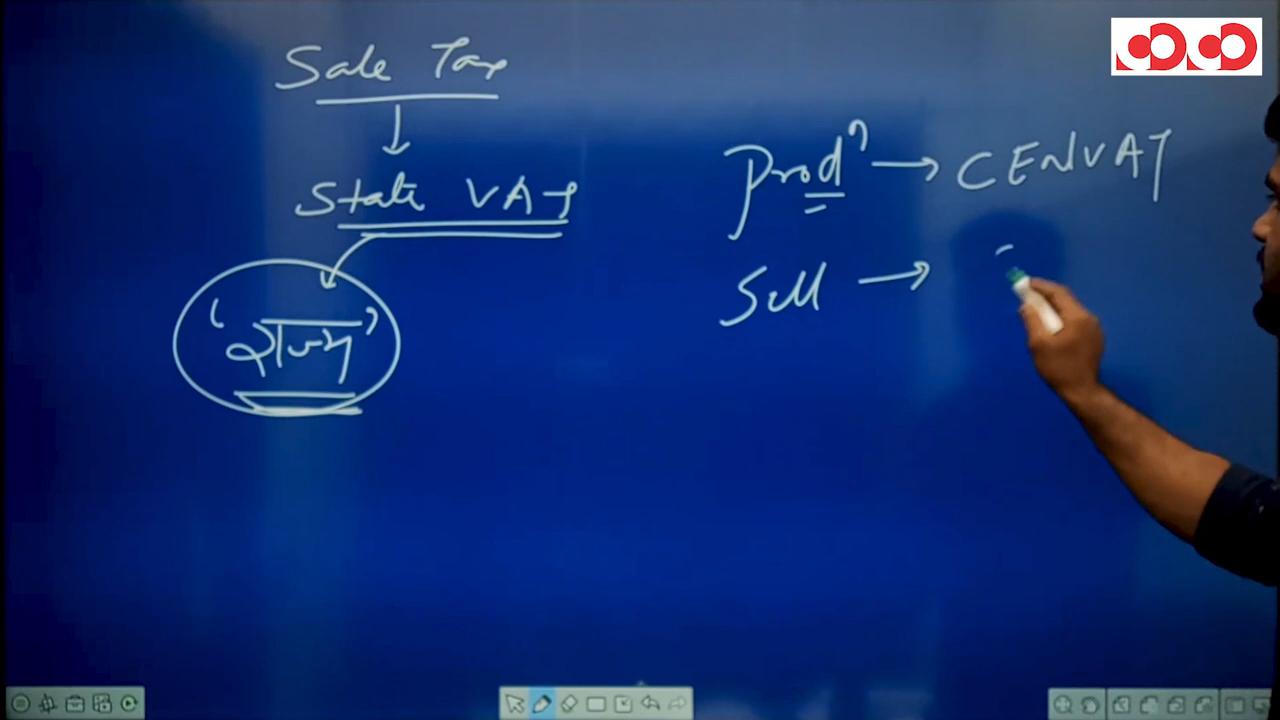 Sale Tax
↓
State VAT
'राज्य'
Prodⁿ → CENVAT
Sell →